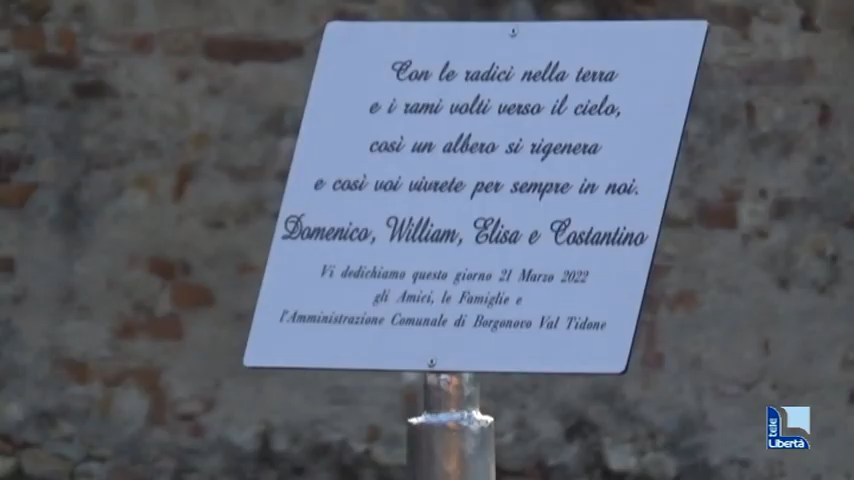 Con le radici nella terra
e i rami volti verso il cielo,
così un albero si rigenera
e così voi vivrete per sempre in noi.
Domenico, William, Elisa e Costantino
Vi dedichiamo questo giorno 21 Marzo 2022
gli Amici, le Famiglie e
l'Amministrazione Comunale di Borgonovo Val Tidone
tele
Libertà